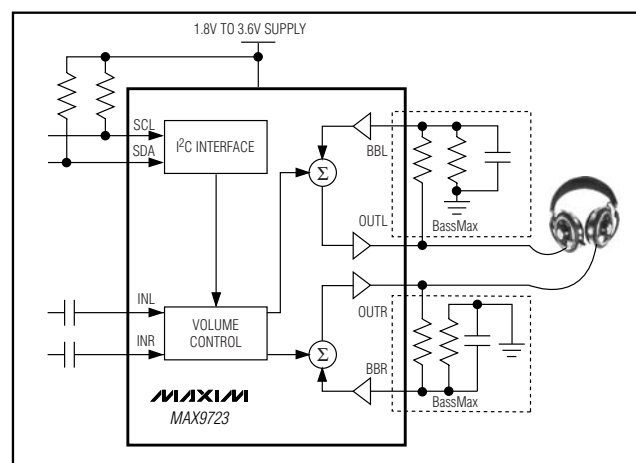 1.8V TO 3.6V SUPPLY
SCL
SDA
I²C INTERFACE
BBL
Σ
OUTL
BassMax
INL
INR
VOLUME
CONTROL
OUTR
Σ
BBR
BassMax
MAXIM
MAX9723